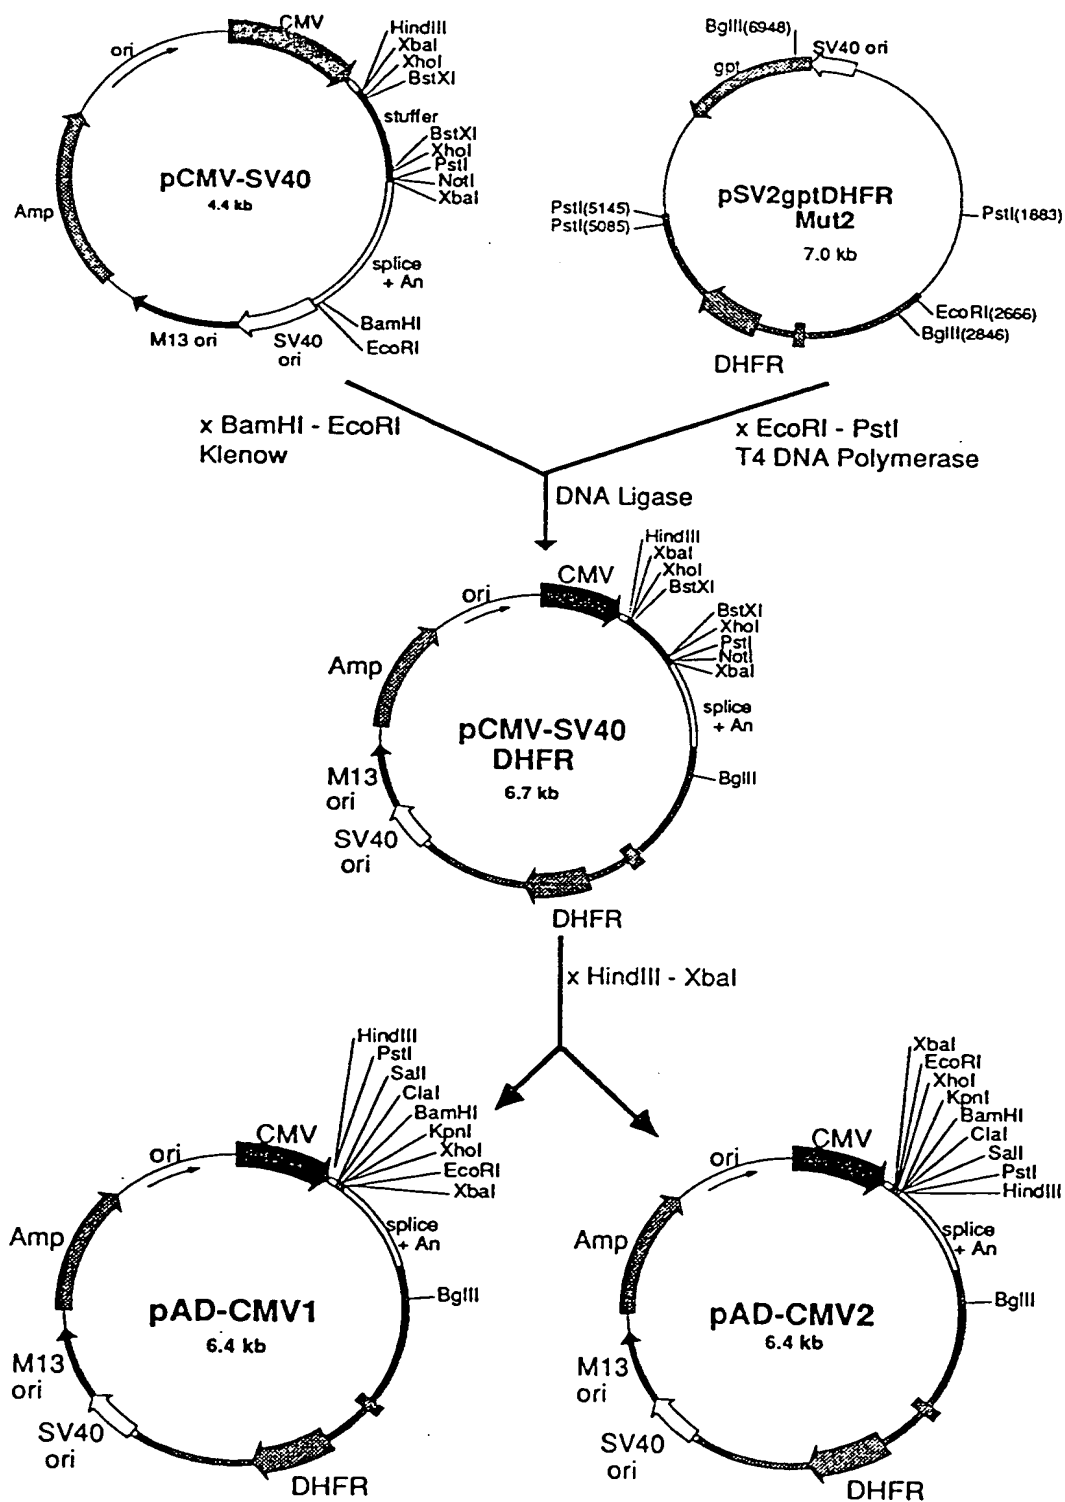 CMV
HindIII
XbaI
XhoI
BstXI
ori
stuffer
BstXI
XhoI
PstI
NotI
XbaI
pCMV-SV40
4.4 kb
Amp
splice
+ An
BamHI
EcoRI
M13 ori
SV40
ori
BglII(6948)
SV40 ori
gpt
pSV2gptDHFR
Mut2
7.0 kb
PstI(5145)
PstI(5085)
PstI(1883)
EcoRI(2666)
BglII(2846)
DHFR
x BamHI - EcoRI
Klenow
x EcoRI - PstI
T4 DNA Polymerase
DNA Ligase
HindIII
XbaI
XhoI
BstXI
CMV
ori
BstXI
XhoI
PstI
NotI
XbaI
Amp
splice
+ An
pCMV-SV40
DHFR
6.7 kb
BglII
M13
ori
SV40
ori
DHFR
x HindIII - XbaI
HindIII
PstI
SalI
ClaI
BamHI
KpnI
XhoI
EcoRI
XbaI
CMV
ori
Amp
splice
+ An
BglII
pAD-CMV1
6.4 kb
M13
ori
SV40
ori
DHFR
XbaI
EcoRI
XhoI
KpnI
BamHI
ClaI
SalI
PstI
HindIII
CMV
ori
Amp
splice
+ An
BglII
pAD-CMV2
6.4 kb
M13
ori
SV40
ori
DHFR